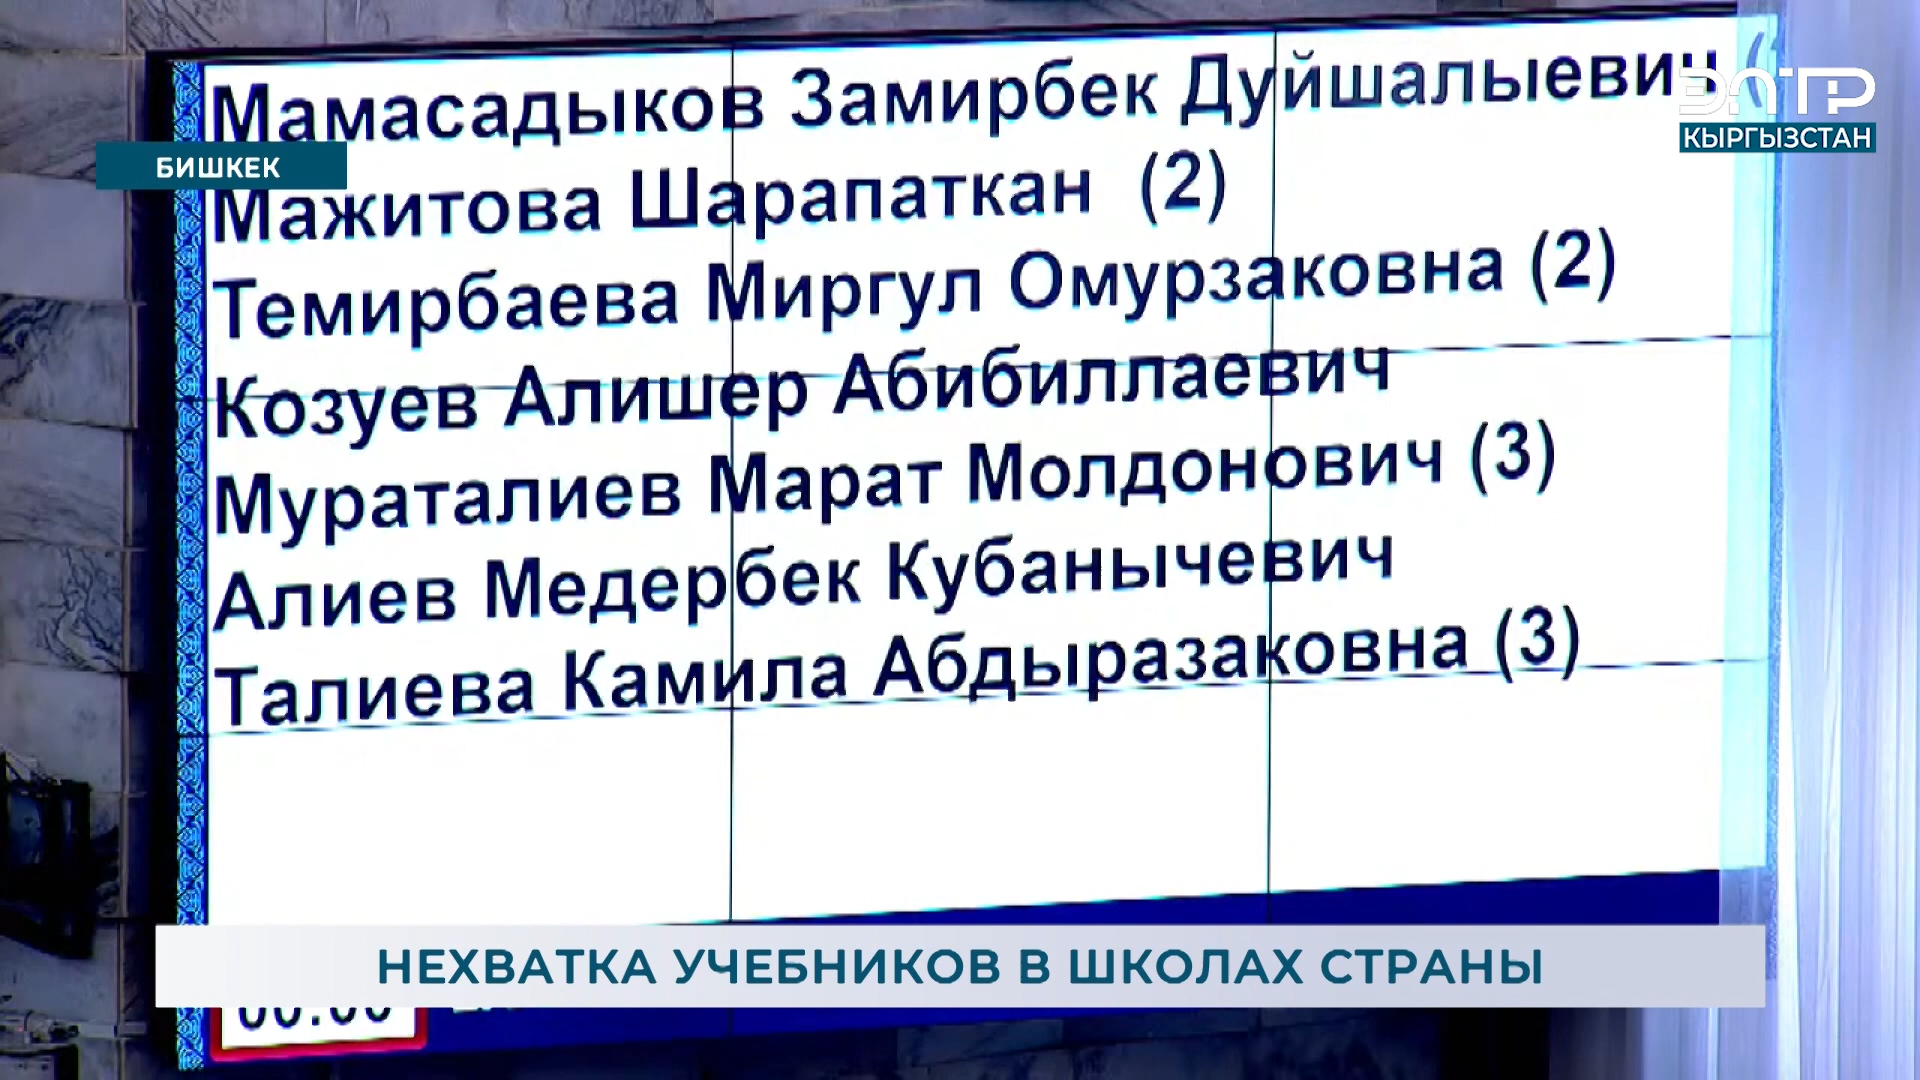 Мамасадыков Замирбек Дуйшалыевич
ЭЛТР
КЫРГЫЗСТАН
БИШКЕК
Мажитова Шарапаткан (2)
Темирбаева Миргул Омурзаковна (2)
Козуев Алишер Абибиллаевич
Мураталиев Марат Молдонович (3)
Алиев Медербек Кубанычевич
Талиева Камила Абдыразаковна (3)
НЕХВАТКА УЧЕБНИКОВ В ШКОЛАХ СТРАНЫ